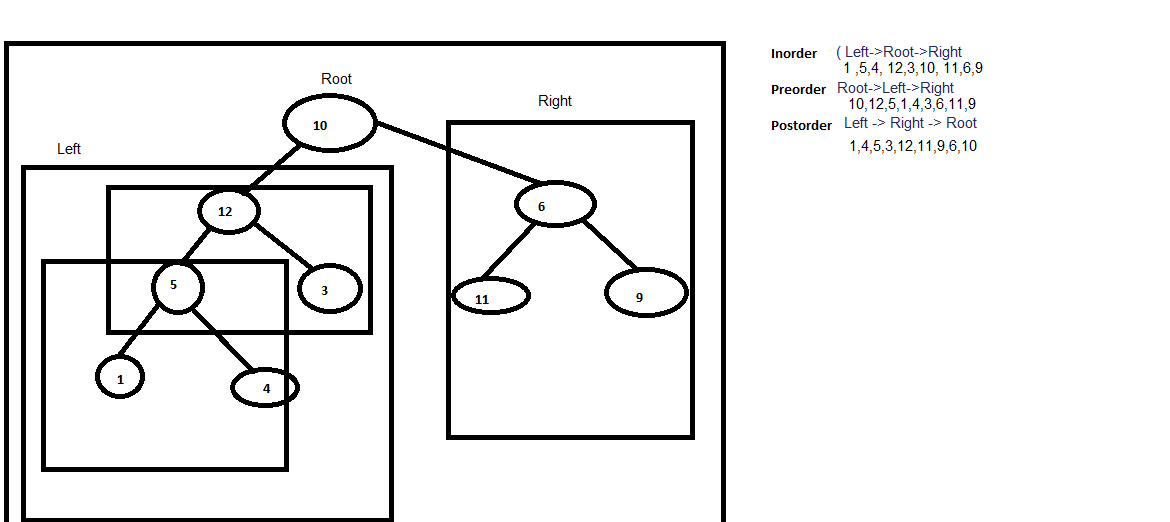 Root
Right
Left
10
12
6
5
3
11
9
1
4
Inorder ( Left->Root->Right
1 ,5,4, 12,3,10, 11,6,9
Preorder Root->Left->Right
10,12,5,1,4,3,6,11,9
Postorder Left -> Right -> Root
1,4,5,3,12,11,9,6,10